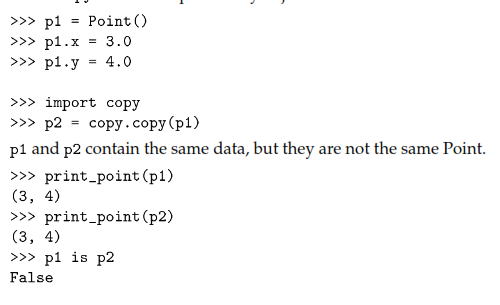 >>> p1 = Point()
>>> p1.x = 3.0
>>> p1.y = 4.0
>>> import copy
>>> p2 = copy.copy(p1)
p1 and p2 contain the same data, but they are not the same Point.
>>> print_point(p1)
(3, 4)
>>> print_point(p2)
(3, 4)
>>> p1 is p2
False